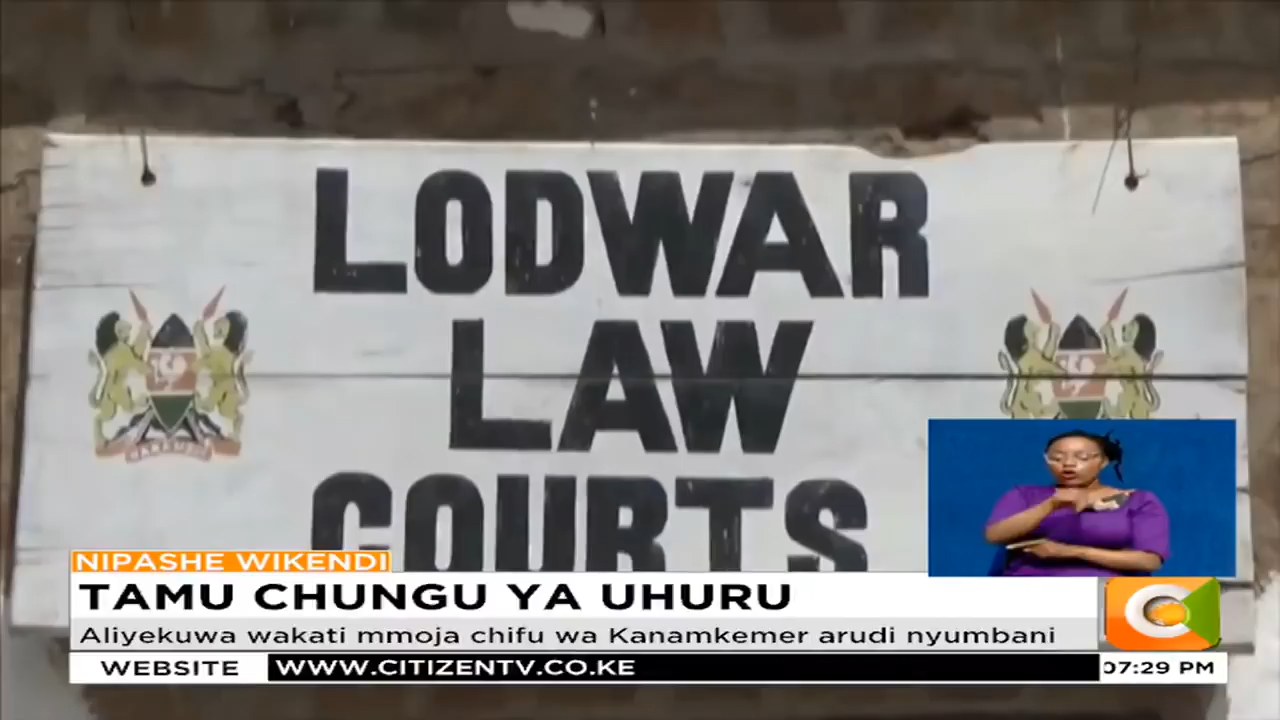 LODWAR
LAW
COURTS
NIPASHE WIKENDI
TAMU CHUNGU YA UHURU
Aliyekuwa wakati mmoja chifu wa Kanamkemer arudi nyumbani
WEBSITE WWW.CITIZENTV.CO.KE 07:29 PM